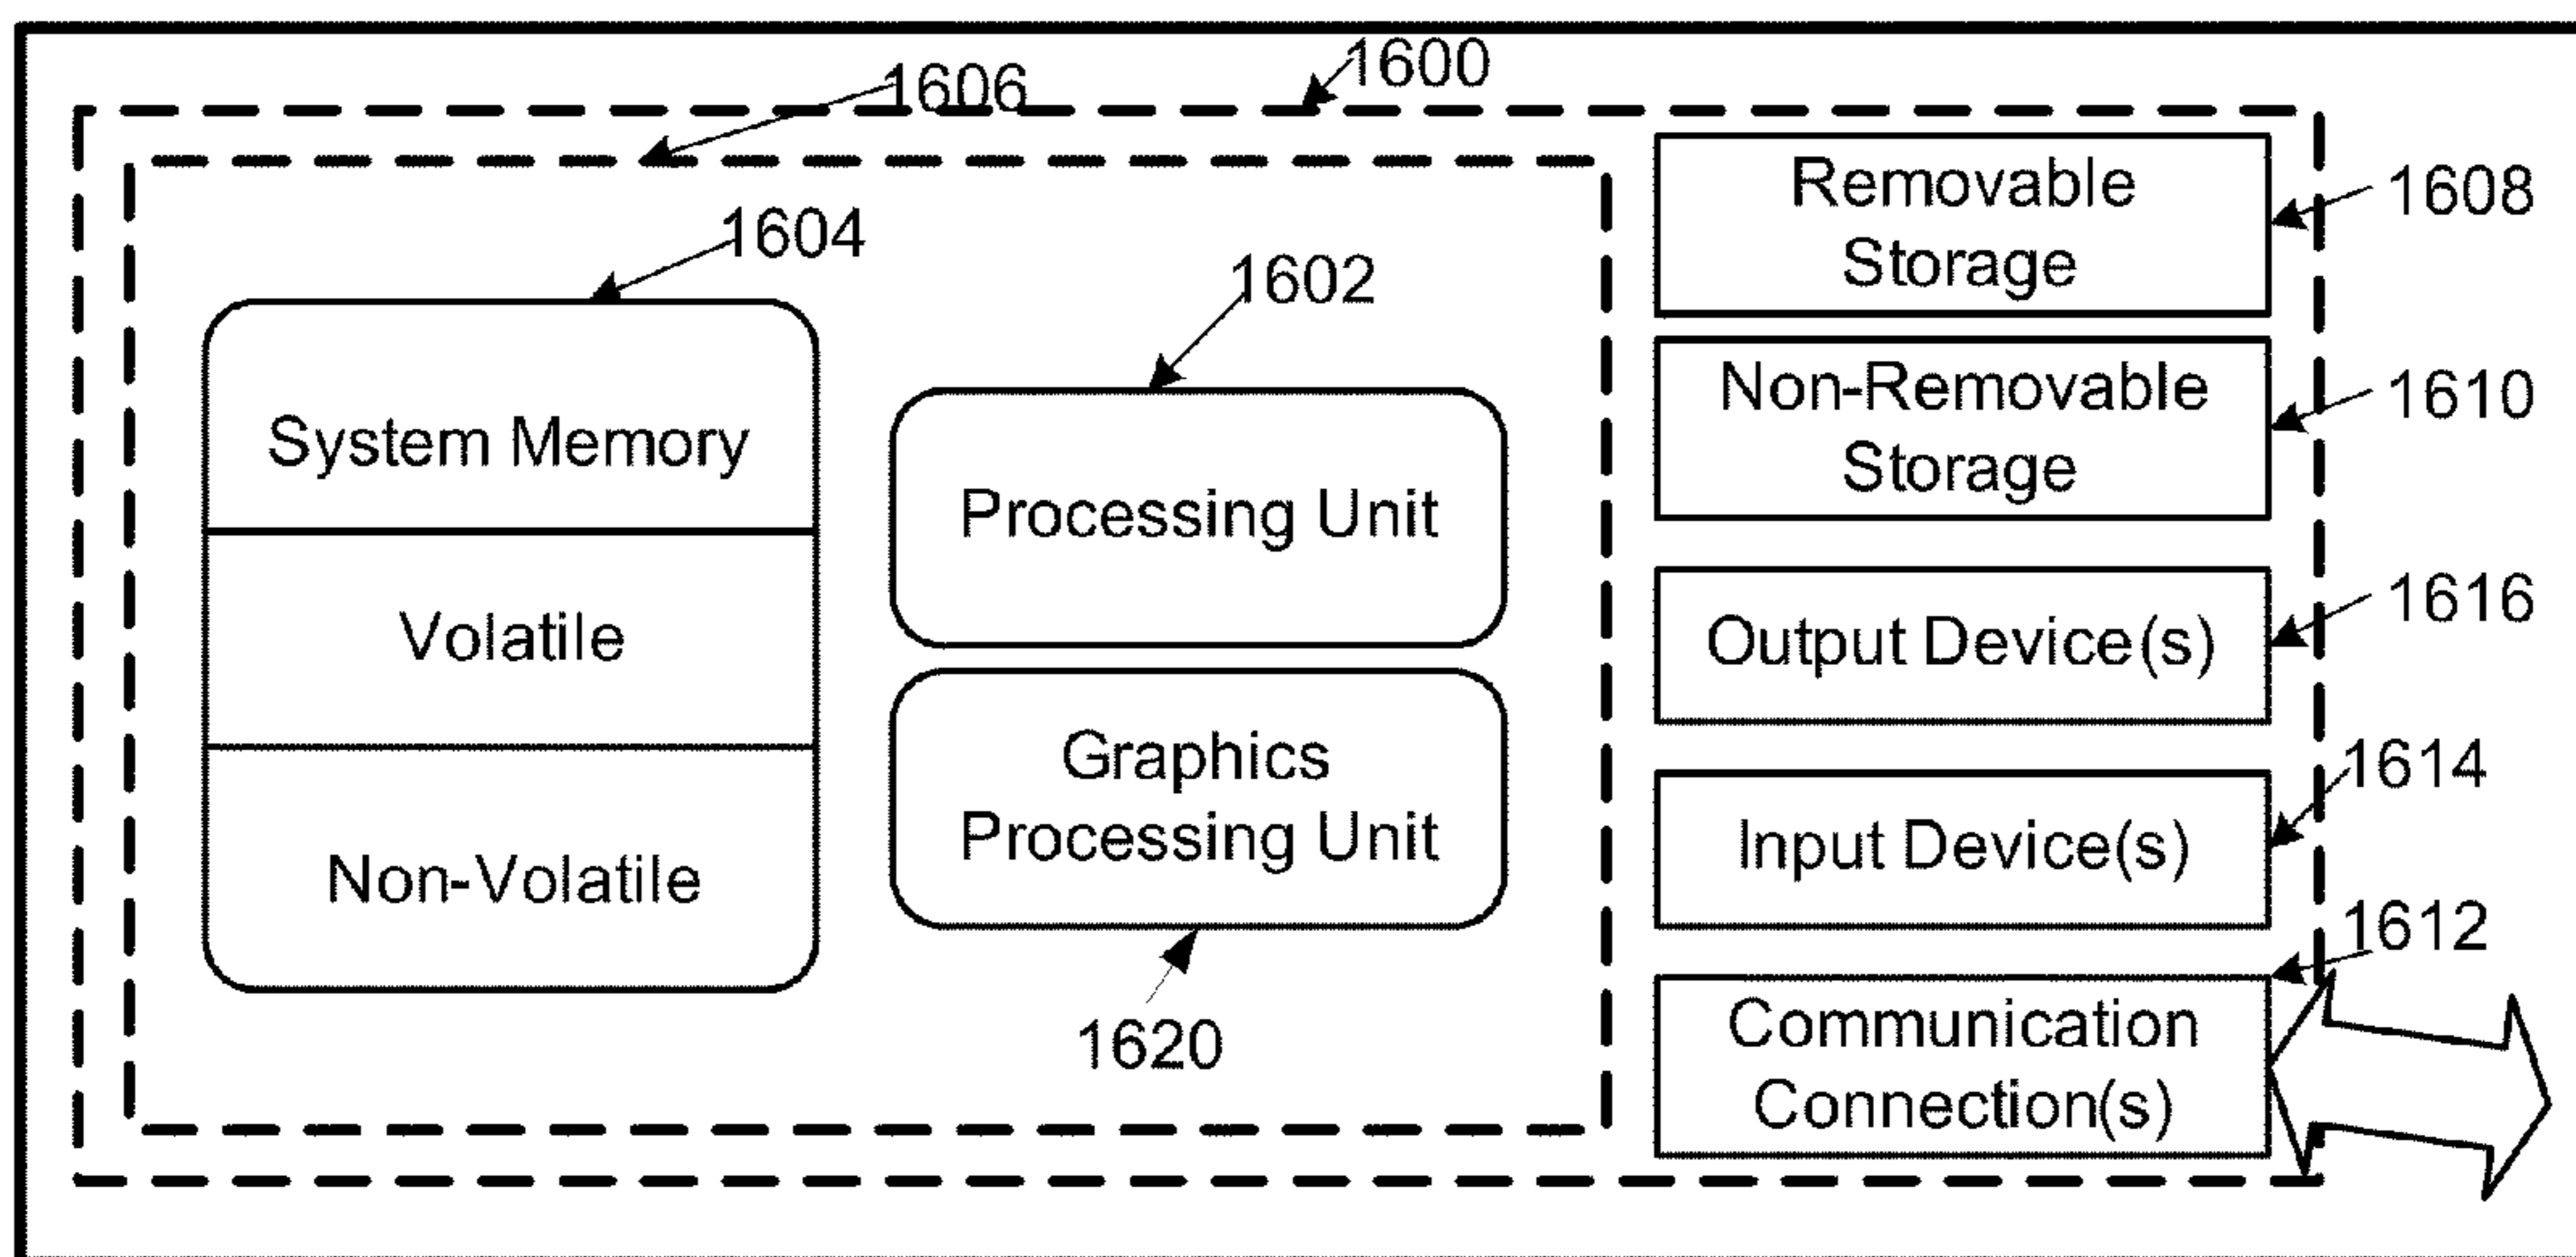 1600
1606
1604
1602
System Memory
Volatile
Non-Volatile
Processing Unit
Graphics
Processing Unit
1620
Removable
Storage
1608
Non-Removable
Storage
1610
Output Device(s)
1616
Input Device(s)
1614
Communication
Connection(s)
1612